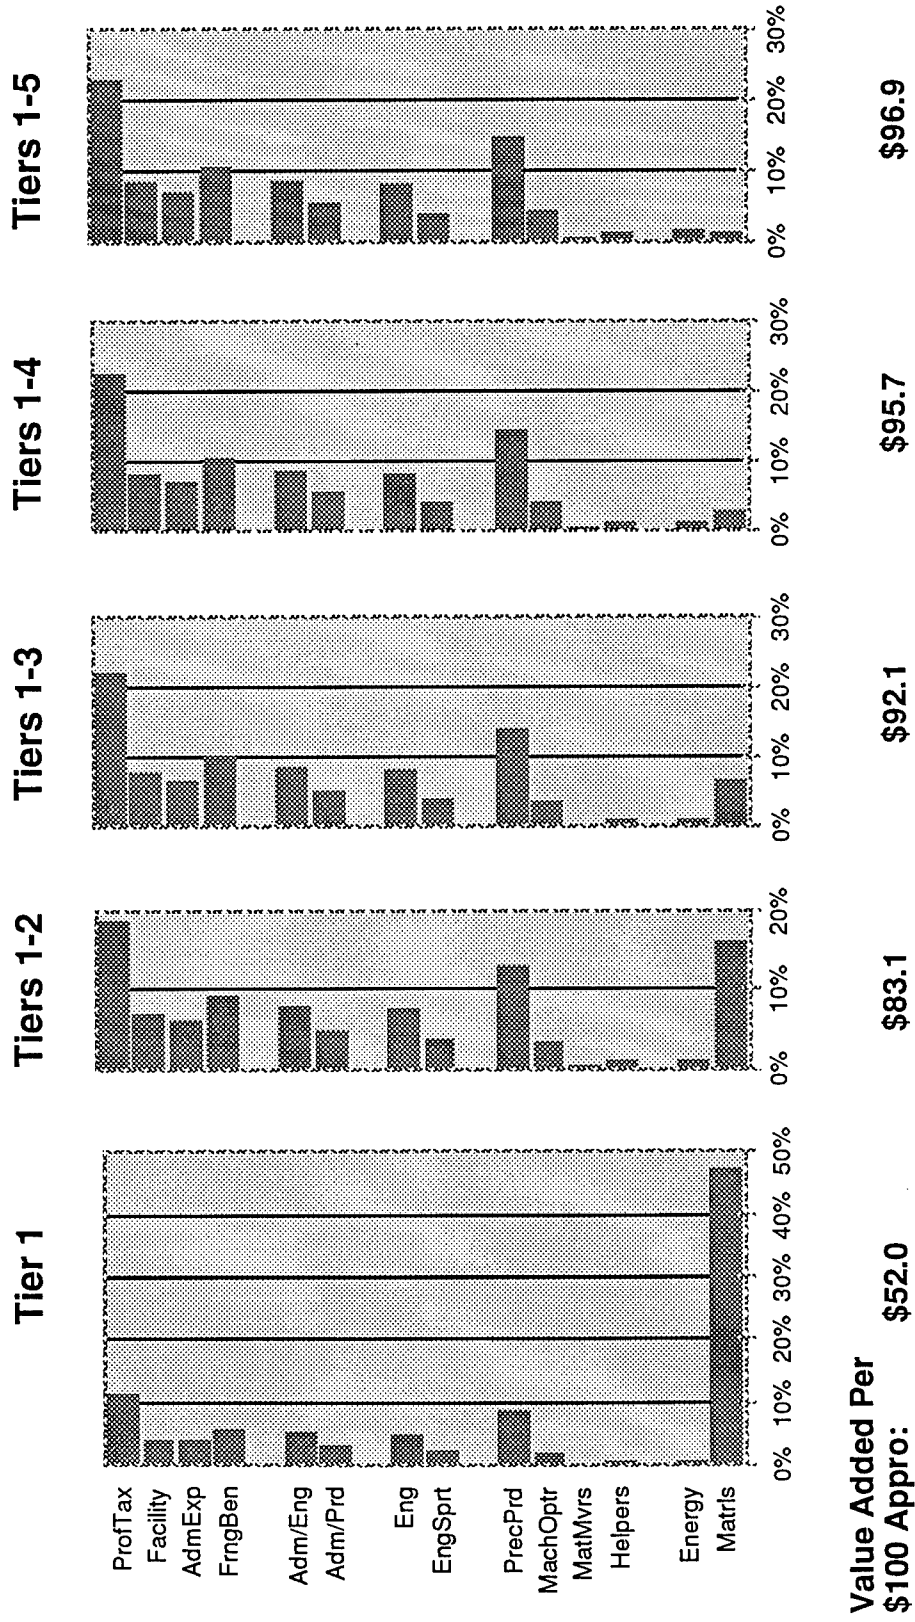 Tier 1
Tiers 1-2
Tiers 1-3
Tiers 1-4
Tiers 1-5
ProfTax
Facility
AdmExp
FrngBen
Adm/Eng
Adm/Prd
Eng
EngSprt
PrecPrd
MachOptr
MatMvrs
Helpers
Energy
Matrls
0% 10% 20% 30% 40% 50%
0% 10% 20%
0% 10% 20% 30%
0% 10% 20% 30%
0% 10% 20% 30%
Value Added Per
$100 Appro: $52.0 $83.1 $92.1 $95.7 $96.9